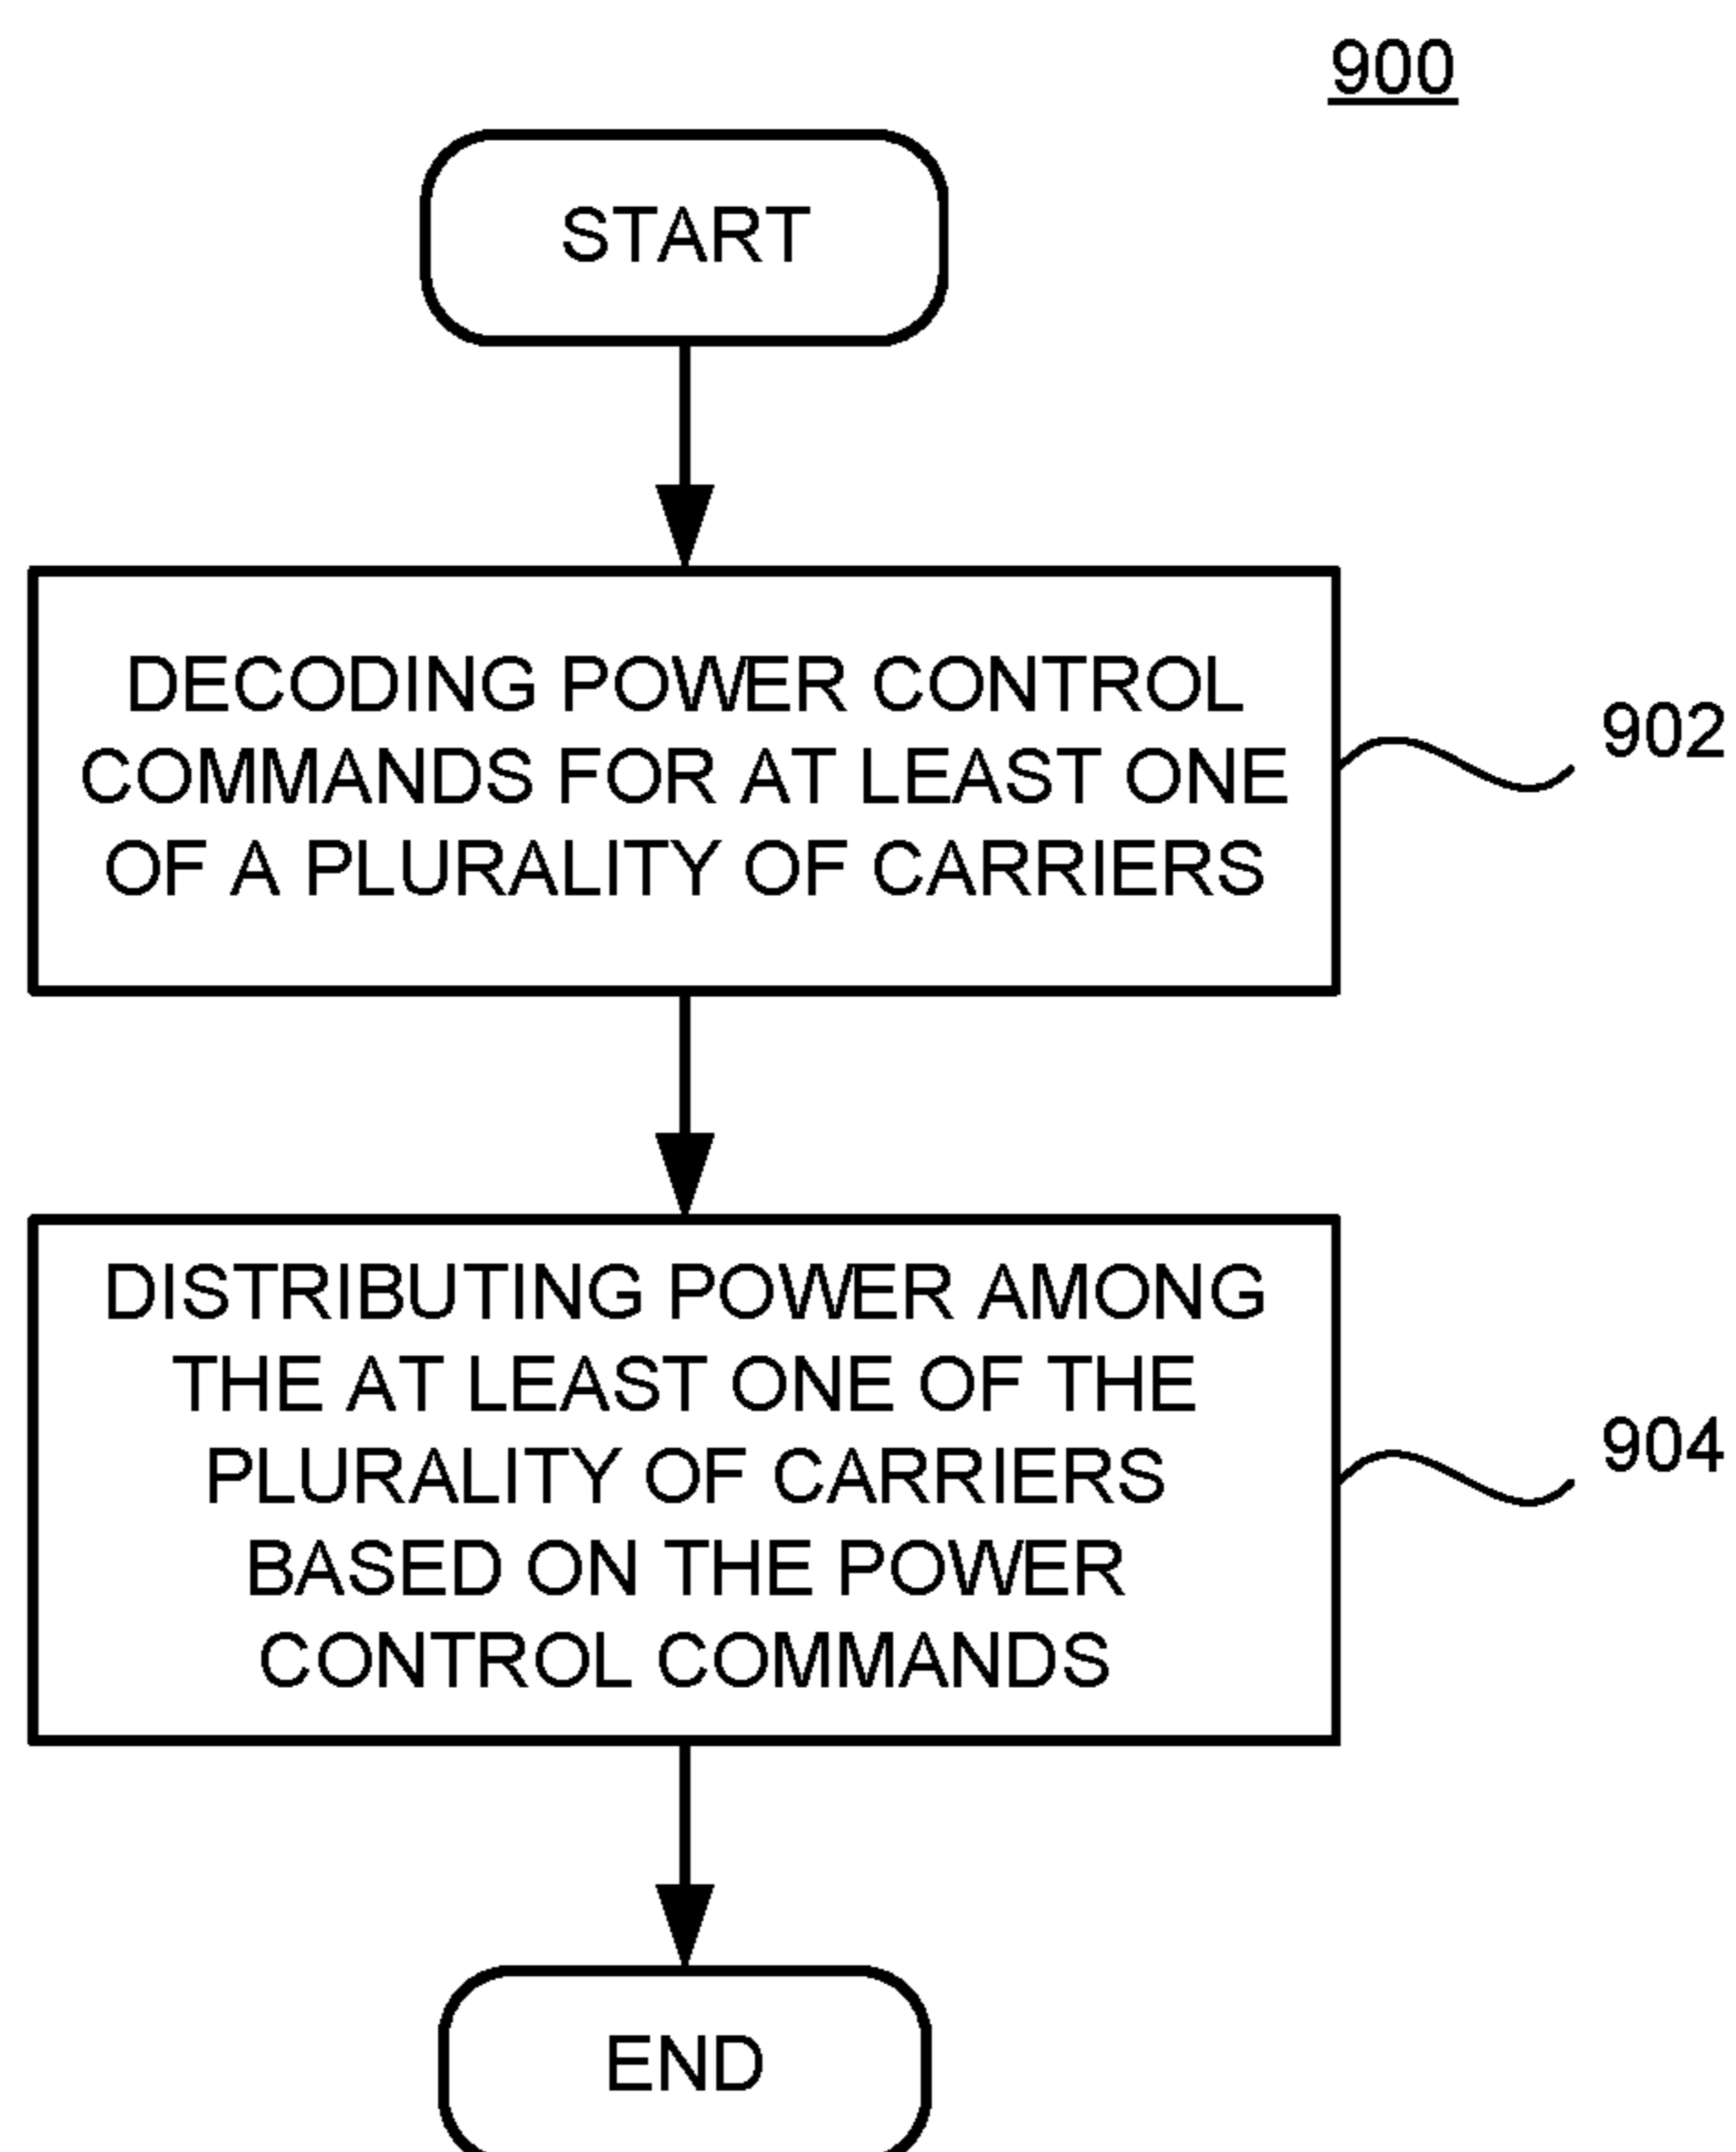 900
START
DECODING POWER CONTROL
COMMANDS FOR AT LEAST ONE
OF A PLURALITY OF CARRIERS
902
DISTRIBUTING POWER AMONG
THE AT LEAST ONE OF THE
PLURALITY OF CARRIERS
BASED ON THE POWER
CONTROL COMMANDS
904
END